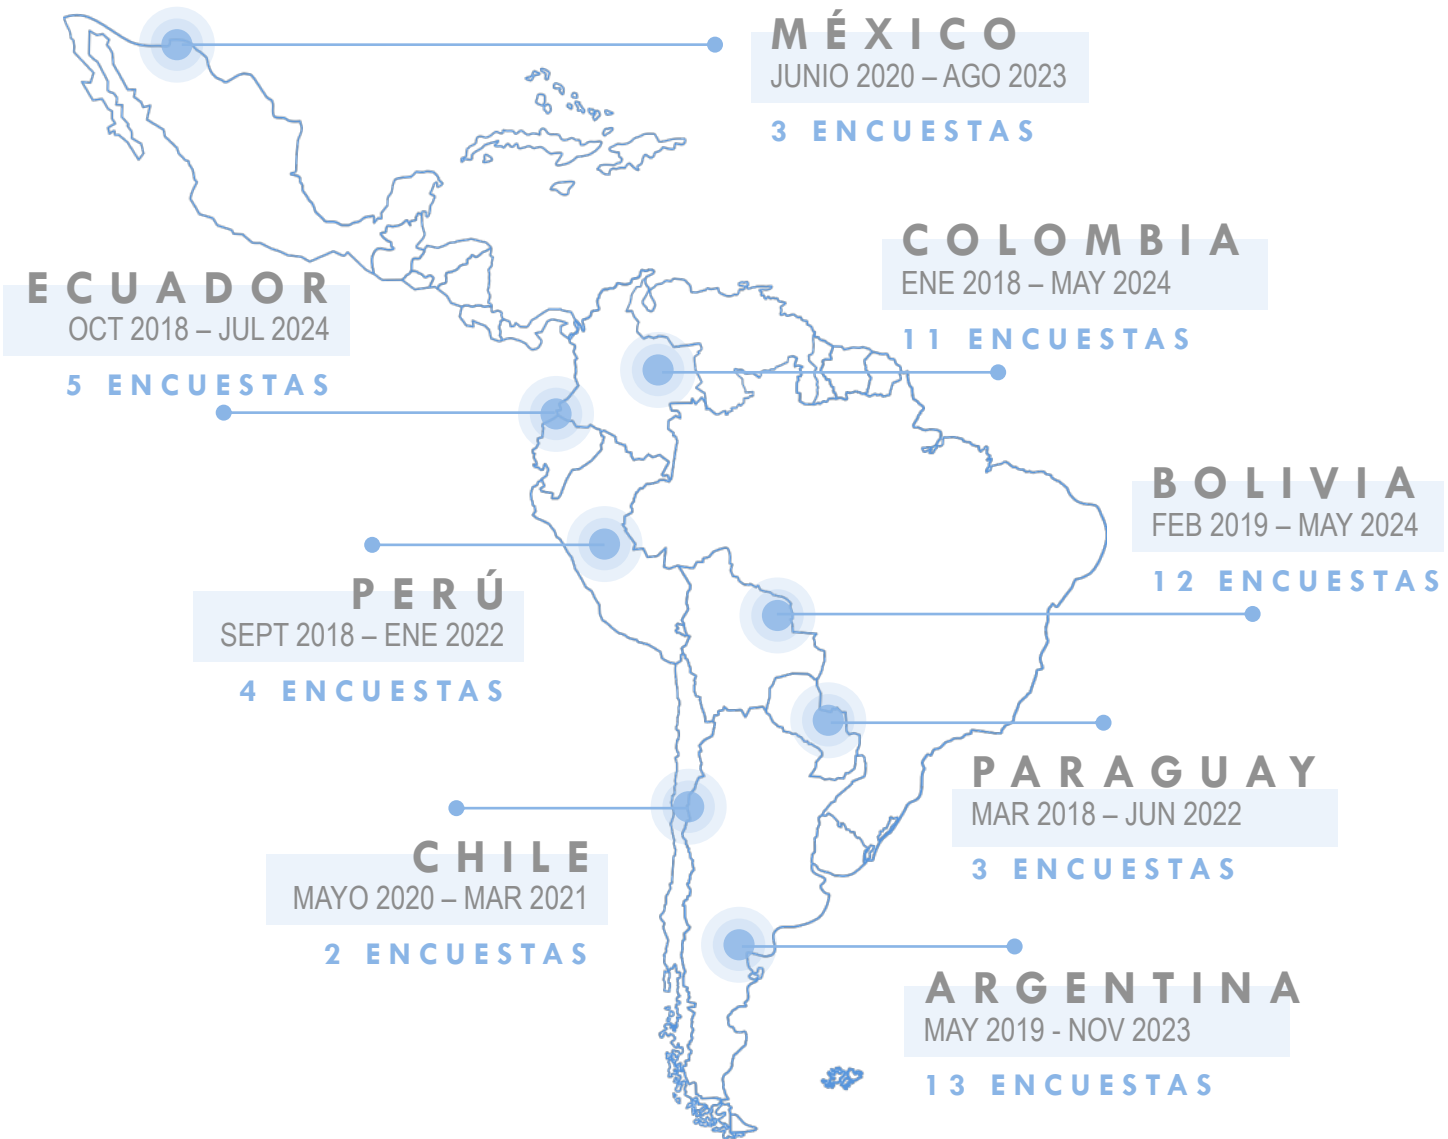 MÉXICO
JUNIO 2020 – AGO 2023
3 ENCUESTAS
COLOMBIA
ENE 2018 – MAY 2024
11 ENCUESTAS
ECUADOR
OCT 2018 – JUL 2024
5 ENCUESTAS
BOLIVIA
FEB 2019 – MAY 2024
12 ENCUESTAS
PERÚ
SEPT 2018 – ENE 2022
4 ENCUESTAS
PARAGUAY
MAR 2018 – JUN 2022
3 ENCUESTAS
CHILE
MAYO 2020 – MAR 2021
2 ENCUESTAS
ARGENTINA
MAY 2019 - NOV 2023
13 ENCUESTAS